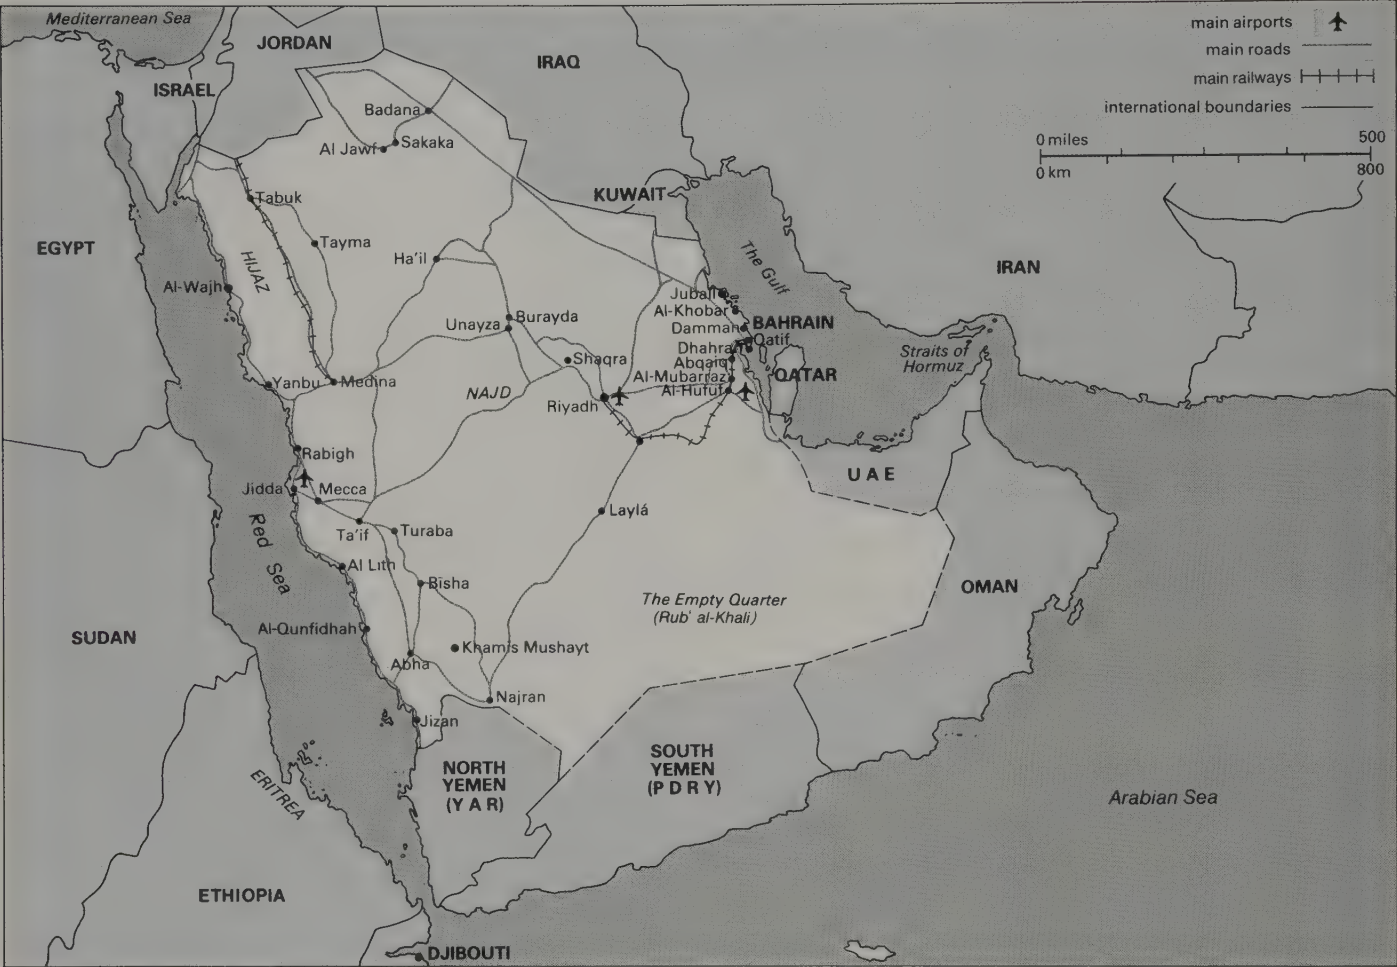 Mediterranean Sea
JORDAN
IRAQ
ISRAEL
main airports
main roads
main railways
international boundaries
0 miles
500
0 km
800
Badana
Al Jawf
Sakaka
KUWAIT
Tabuk
EGYPT
Tayma
HIJAZ
Ha'il
The Gulf
IRAN
Al-Wajh
Jubail
Al-Khobar
Burayda
Unayza
Damman
BAHRAIN
Qatif
Dhahra
Shaqra
Abqaiq
Straits of
Hormuz
Yanbu
Medina
Al-Mubarraz
QATAR
NAJD
Al-Hufuf
Riyadh
Rabigh
UAE
Jidda
Mecca
Red Sea
Ta'if
Turaba
Laylá
Al Lith
Bisha
OMAN
The Empty Quarter
(Rub' al-Khali)
SUDAN
Al-Qunfidhah
Khamis Mushayt
Abha
Najran
Jizan
NORTH
YEMEN
(Y A R)
SOUTH
YEMEN
(P D R Y)
ERITREA
Arabian Sea
ETHIOPIA
DJIBOUTI